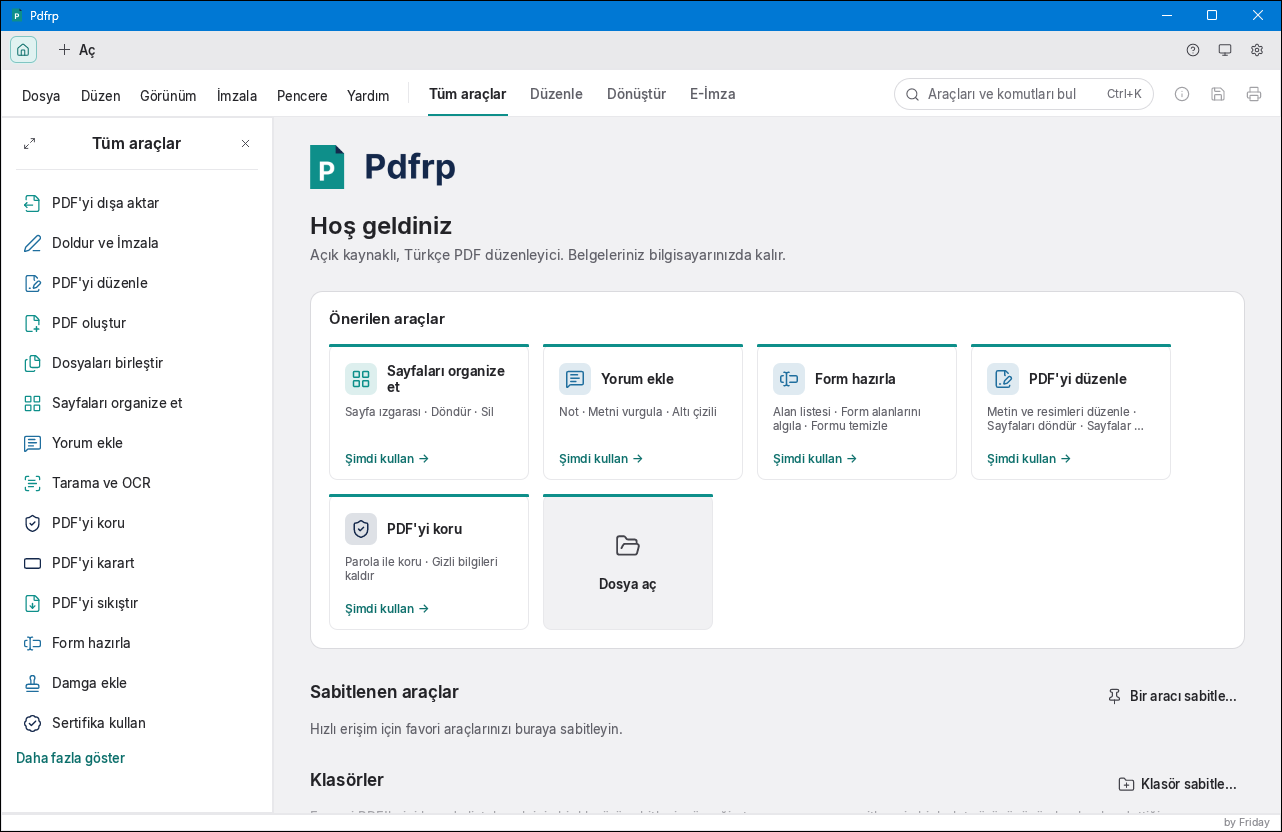 Pdfrp
Aç
Dosya Düzen Görünüm İmzala Pencere Yardım
Tüm araçlar Düzenle Dönüştür E-İmza
Araçları ve komutları bul Ctrl+K
Tüm araçlar
PDF'yi dışa aktar
Doldur ve İmzala
PDF'yi düzenle
PDF oluştur
Dosyaları birleştir
Sayfaları organize et
Yorum ekle
Tarama ve OCR
PDF'yi koru
PDF'yi karart
PDF'yi sıkıştır
Form hazırla
Damga ekle
Sertifika kullan
Daha fazla göster
P Pdfrp
Hoş geldiniz
Açık kaynaklı, Türkçe PDF düzenleyici. Belgeleriniz bilgisayarınızda kalır.
Önerilen araçlar
Sayfaları organize
et
Sayfa ızgarası · Döndür · Sil
Şimdi kullan →
Yorum ekle
Not · Metni vurgula · Altı çizili
Şimdi kullan →
Form hazırla
Alan listesi · Form alanlarını
algıla · Formu temizle
Şimdi kullan →
PDF'yi düzenle
Metin ve resimleri düzenle ·
Sayfaları döndür · Sayfalar ...
Şimdi kullan →
PDF'yi koru
Parola ile koru · Gizli bilgileri
kaldır
Şimdi kullan →
Dosya aç
Sabitlenen araçlar
Bir aracı sabitle...
Hızlı erişim için favori araçlarınızı buraya sabitleyin.
Klasörler
Klasör sabitle...
by Friday